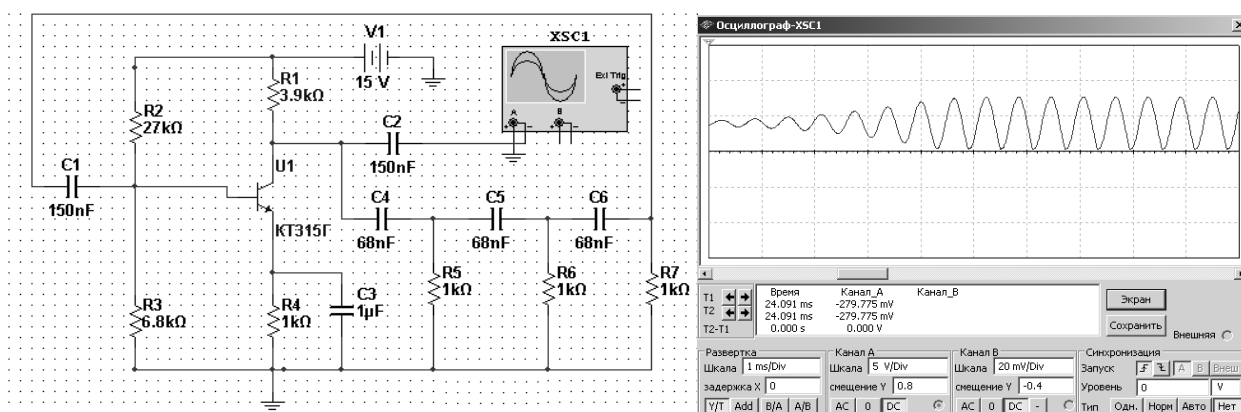 V1
15 V
XSC1
Ext Trig
A
B
R1
3.9kΩ
R2
27kΩ
C2
150nF
U1
C1
150nF
КТ315Г
C4
68nF
C5
68nF
C6
68nF
R3
6.8kΩ
R4
1kΩ
C3
1µF
R5
1kΩ
R6
1kΩ
R7
1kΩ
Осциллограф-XSC1
Время Канал_A Канал_B
T1 24.091 ms -279.775 mV
T2 24.091 ms -279.775 mV
T2-T1 0.000 s 0.000 V
Экран
Сохранить
Внешняя
Развертка Канал A Канал B Синхронизация
Шкала 1 ms/Div Шкала 5 V/Div Шкала 20 mV/Div Запуск A B Внеш
задержка X 0 смещение Y 0.8 смещение Y -0.4 Уровень 0 V
Y/T Add B/A A/B AC 0 DC AC 0 DC - Тип Одн. Норм Авто Нет